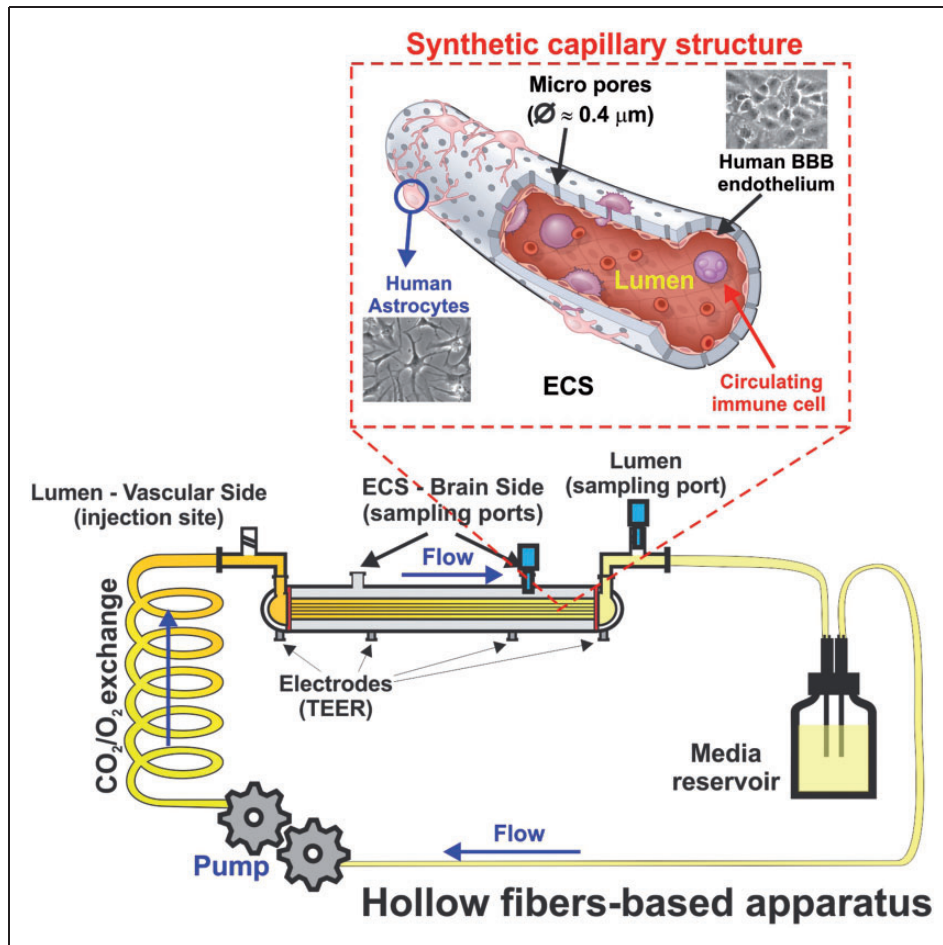 Synthetic capillary structure
Micro pores
(Ø ≈ 0.4 μm)
Human BBB
endothelium
Lumen
Human
Astrocytes
ECS
Circulating
immune cell
Lumen - Vascular Side
(injection site)
ECS - Brain Side
(sampling ports)
Lumen
(sampling port)
Flow
CO₂/O₂ exchange
Electrodes
(TEER)
Media
reservoir
Pump
Flow
Hollow fibers-based apparatus